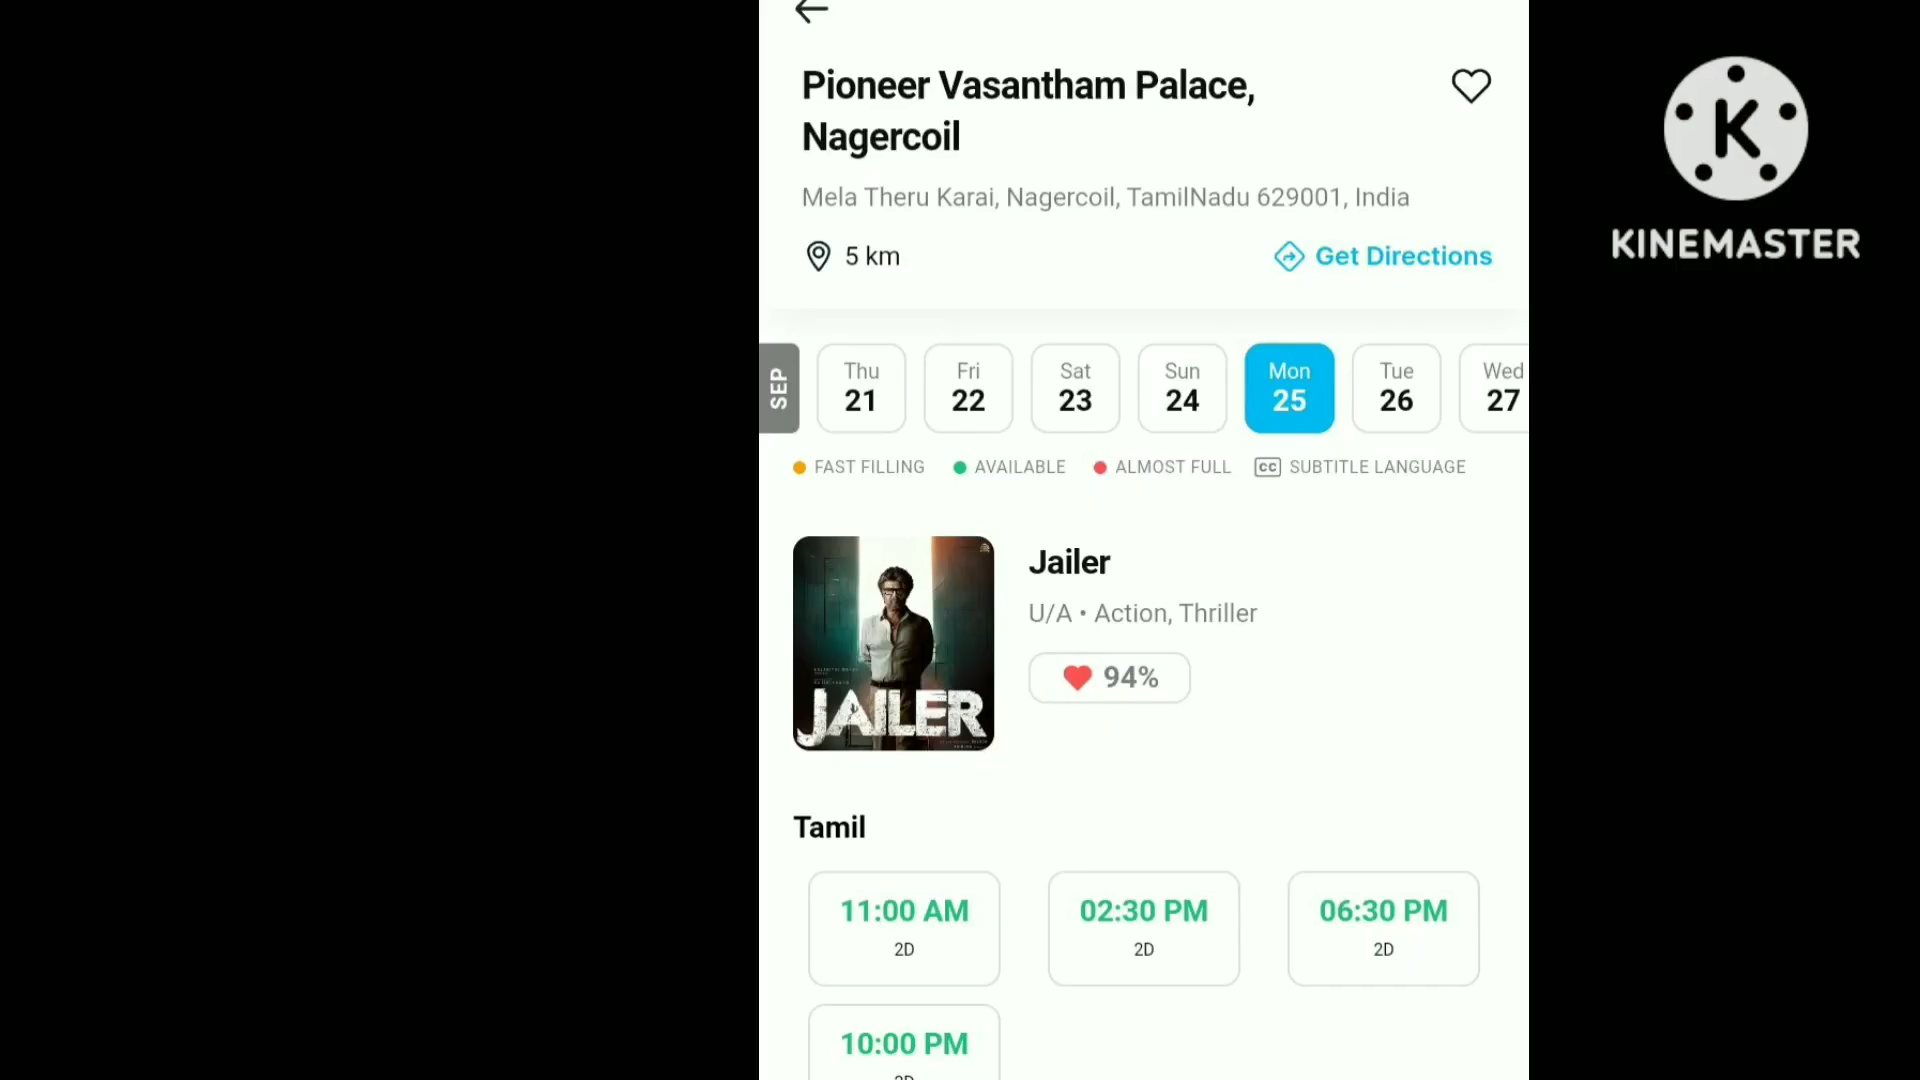 Pioneer Vasantham Palace,
Nagercoil
Mela Theru Karai, Nagercoil, TamilNadu 629001, India
5 km
Get Directions
K
KINEMASTER
SEP
Thu
21
Fri
22
Sat
23
Sun
24
Mon
25
Tue
26
Wed
27
FAST FILLING
AVAILABLE
ALMOST FULL
CC SUBTITLE LANGUAGE
JAILER
Jailer
U/A • Action, Thriller
94%
Tamil
11:00 AM
2D
02:30 PM
2D
06:30 PM
2D
10:00 PM
2D